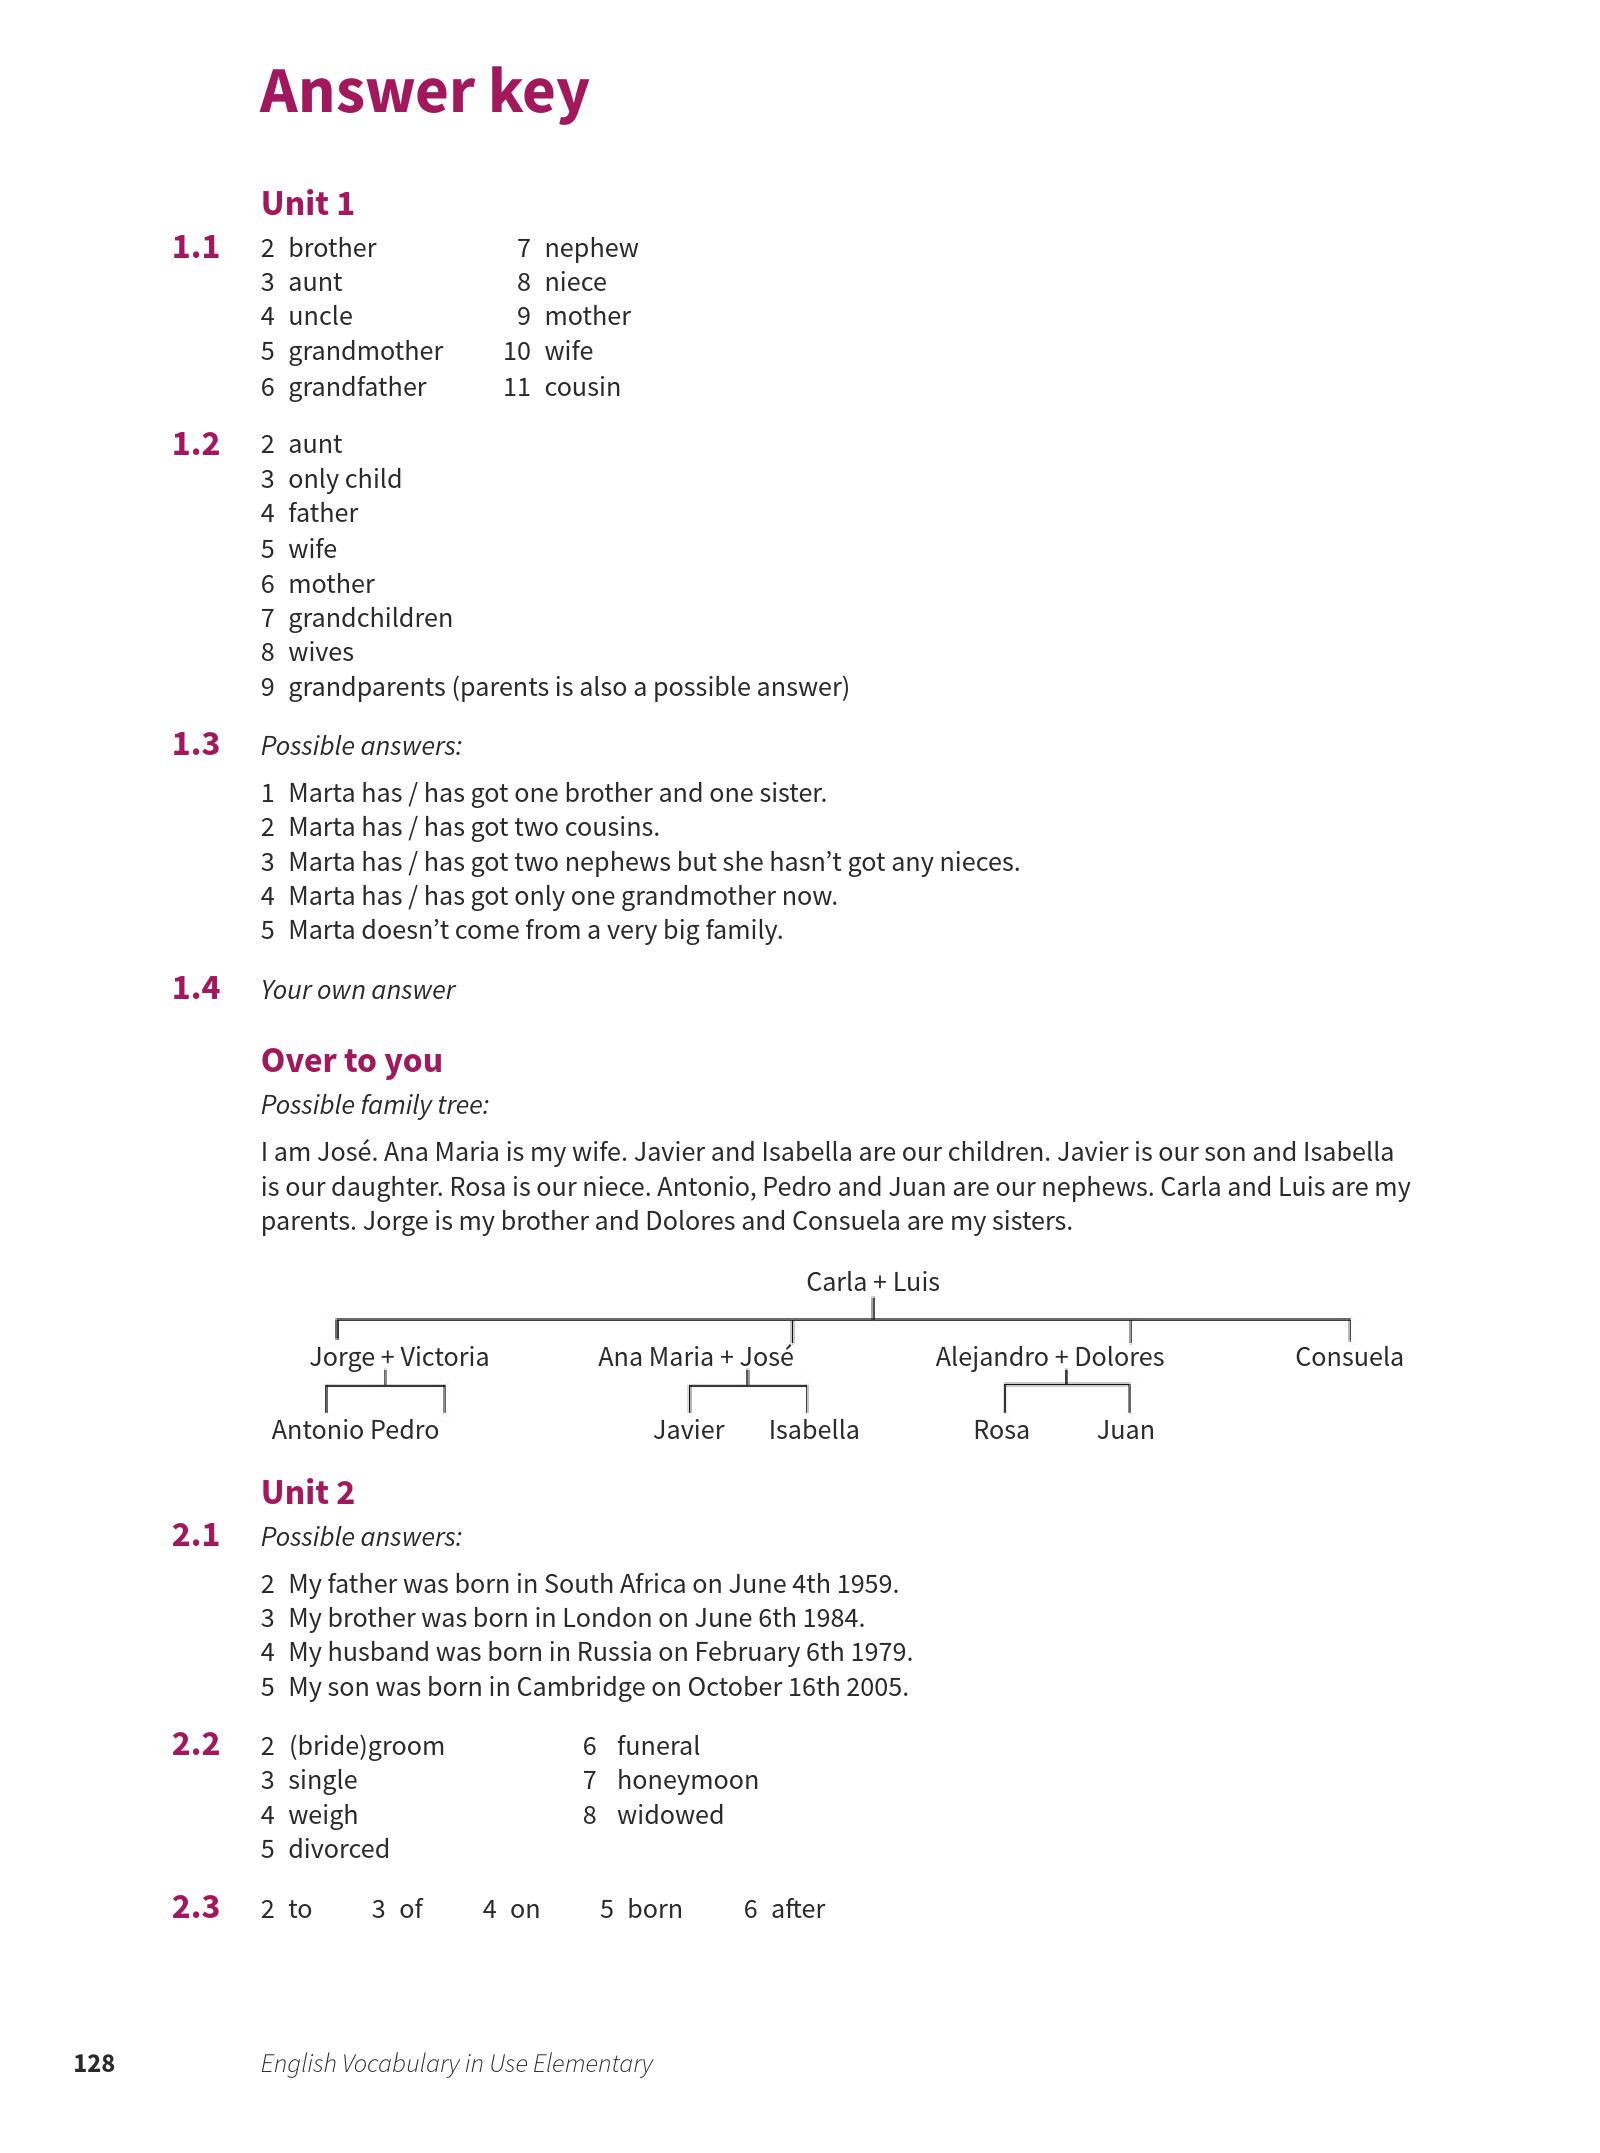 Answer key
Unit 1
1.1 2 brother 7 nephew
3 aunt 8 niece
4 uncle 9 mother
5 grandmother 10 wife
6 grandfather 11 cousin
1.2 2 aunt
3 only child
4 father
5 wife
6 mother
7 grandchildren
8 wives
9 grandparents (parents is also a possible answer)
1.3 Possible answers:
1 Marta has / has got one brother and one sister.
2 Marta has / has got two cousins.
3 Marta has / has got two nephews but she hasn’t got any nieces.
4 Marta has / has got only one grandmother now.
5 Marta doesn’t come from a very big family.
1.4 Your own answer
Over to you
Possible family tree:
I am José. Ana Maria is my wife. Javier and Isabella are our children. Javier is our son and Isabella
is our daughter. Rosa is our niece. Antonio, Pedro and Juan are our nephews. Carla and Luis are my
parents. Jorge is my brother and Dolores and Consuela are my sisters.
Carla + Luis
Jorge + Victoria Ana Maria + José Alejandro + Dolores Consuela
Antonio Pedro Javier Isabella Rosa Juan
Unit 2
2.1 Possible answers:
2 My father was born in South Africa on June 4th 1959.
3 My brother was born in London on June 6th 1984.
4 My husband was born in Russia on February 6th 1979.
5 My son was born in Cambridge on October 16th 2005.
2.2 2 (bride)groom 6 funeral
3 single 7 honeymoon
4 weigh 8 widowed
5 divorced
2.3 2 to 3 of 4 on 5 born 6 after
128 English Vocabulary in Use Elementary